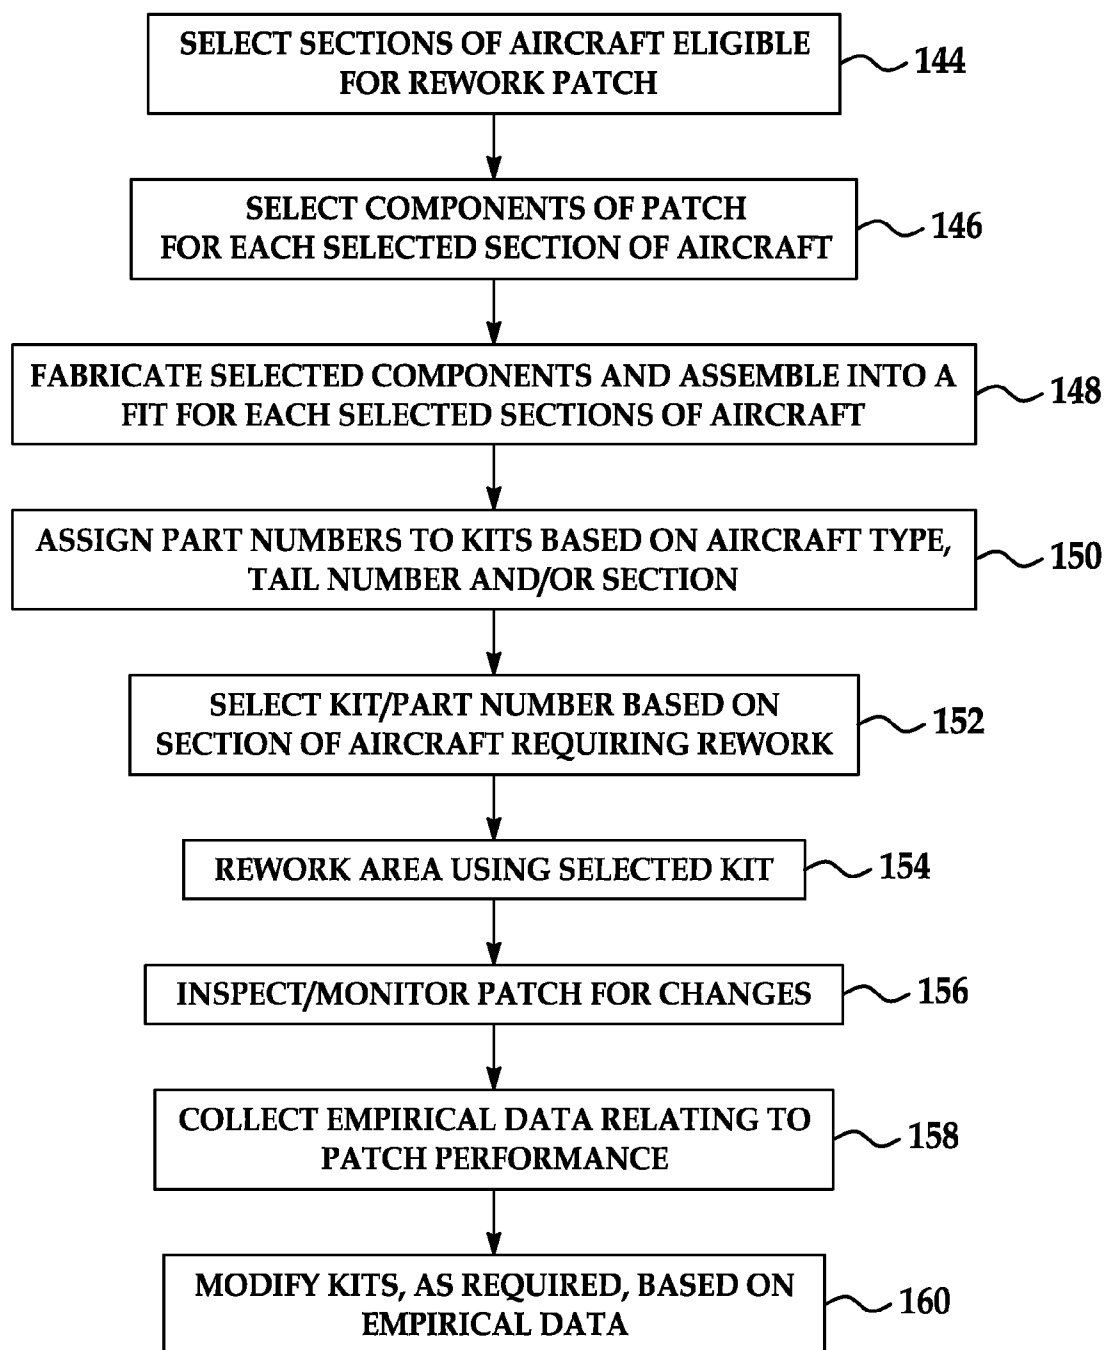 SELECT SECTIONS OF AIRCRAFT ELIGIBLE
FOR REWORK PATCH
144
SELECT COMPONENTS OF PATCH
FOR EACH SELECTED SECTION OF AIRCRAFT
146
FABRICATE SELECTED COMPONENTS AND ASSEMBLE INTO A
FIT FOR EACH SELECTED SECTIONS OF AIRCRAFT
148
ASSIGN PART NUMBERS TO KITS BASED ON AIRCRAFT TYPE,
TAIL NUMBER AND/OR SECTION
150
SELECT KIT/PART NUMBER BASED ON
SECTION OF AIRCRAFT REQUIRING REWORK
152
REWORK AREA USING SELECTED KIT
154
INSPECT/MONITOR PATCH FOR CHANGES
156
COLLECT EMPIRICAL DATA RELATING TO
PATCH PERFORMANCE
158
MODIFY KITS, AS REQUIRED, BASED ON
EMPIRICAL DATA
160